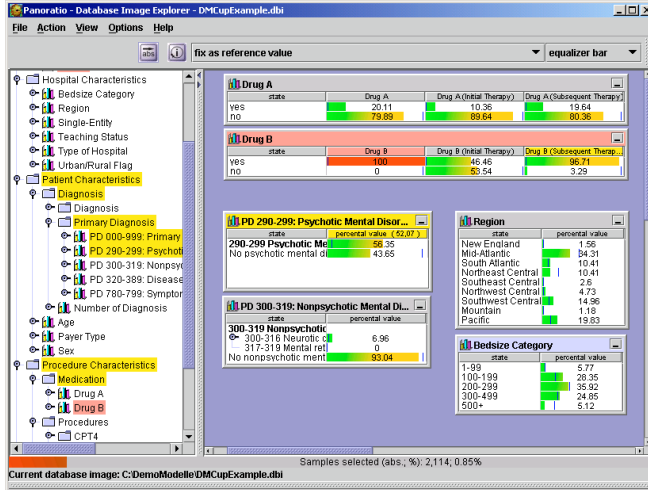 Panoratio - Database Image Explorer - DMCupExample.dbi
File Action View Options Help
abs fix as reference value equalizer bar
Hospital Characteristics
Bedsize Category
Region
Single-Entity
Teaching Status
Type of Hospital
Urban/Rural Flag
Patient Characteristics
Diagnosis
Diagnosis
Primary Diagnosis
PD 000-999: Primary
PD 290-299: Psychoti
PD 300-319: Nonpsyc
PD 320-389: Disease
PD 780-799: Symptor
Number of Diagnosis
Age
Payer Type
Sex
Procedure Characteristics
Medication
Drug A
Drug B
Procedures
CPT4
Drug A
state Drug A Drug A (Initial Therapy) Drug A (Subsequent Therapy)
yes 20.11 10.36 19.64
no 79.89 89.64 80.36
Drug B
state Drug B Drug B (Initial Therapy) Drug B (Subsequent Therap...
yes 100 46.46 96.71
no 0 53.54 3.29
PD 290-299: Psychotic Mental Disor...
state percental value ( 52,07 )
290-299 Psychotic Me 56.35
No psychotic mental di 43.65
PD 300-319: Nonpsychotic Mental Di...
state percental value
300-319 Nonpsychotic
300-316 Neurotic d 6.96
317-319 Mental ret 0
No nonpsychotic ment 93.04
Region
state percental value
New England 1.56
Mid-Atlantic 34.31
South Atlantic 10.41
Northeast Central 10.41
Southeast Central 2.6
Northwest Central 4.73
Southwest Central 14.96
Mountain 1.18
Pacific 19.83
Bedsize Category
state percental value
1-99 5.77
100-199 28.35
200-299 35.92
300-499 24.85
500+ 5.12
Samples selected (abs.; %): 2,114; 0.85%
Current database image: C:\DemoModelle\DMCupExample.dbi